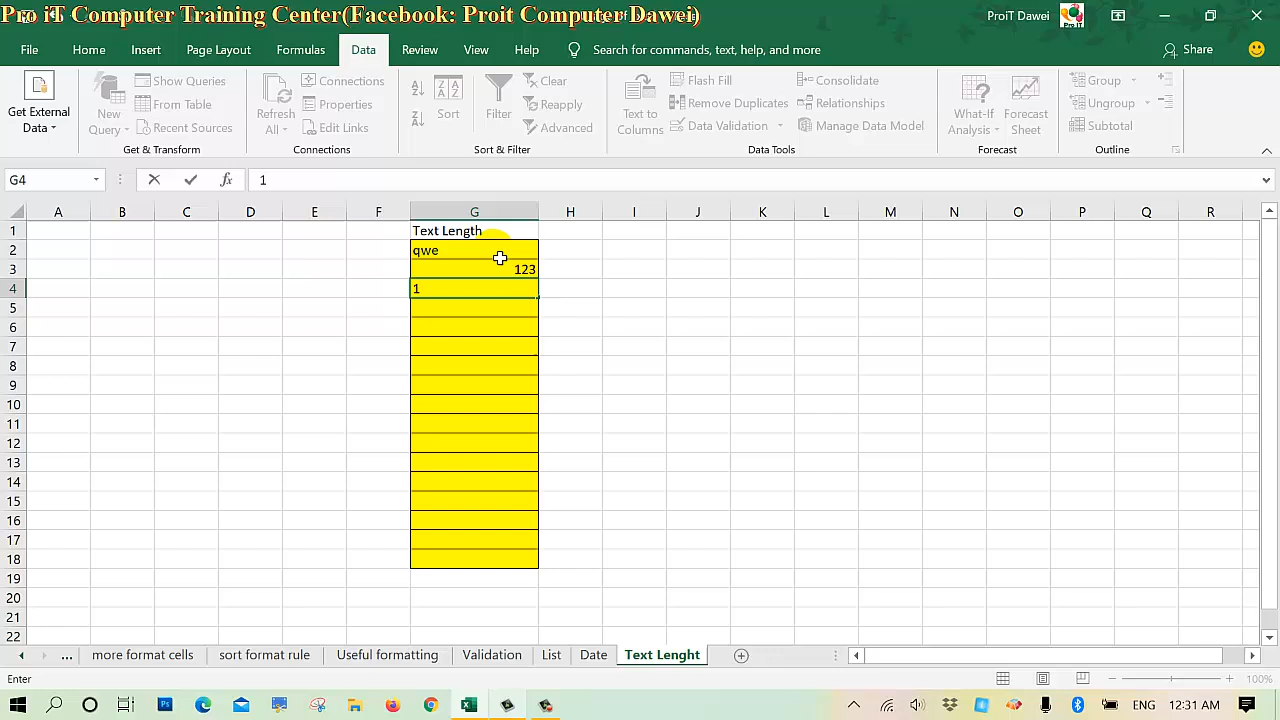 Pro iT Computer Training Center(Facebook: Proit Computer Dawei)
ProIT Dawei
File Home Insert Page Layout Formulas Data Review View Help Search for commands, text, help, and more Share
Get External Data
New Query
Show Queries
From Table
Recent Sources
Get & Transform
Refresh All
Connections
Properties
Edit Links
Connections
Sort
Filter
Clear
Reapply
Advanced
Sort & Filter
Text to Columns
Flash Fill
Remove Duplicates
Data Validation
Consolidate
Relationships
Manage Data Model
Data Tools
What-If Analysis
Forecast Sheet
Forecast
Group
Ungroup
Subtotal
Outline
G4 fx 1
A B C D E F G H I J K L M N O P Q R
1 Text Length
2 qwe
3 123
4 1
5
6
7
8
9
10
11
12
13
14
15
16
17
18
19
20
21
22
... more format cells sort format rule Useful formatting Validation List Date Text Lenght
Enter 100%
ENG 12:31 AM